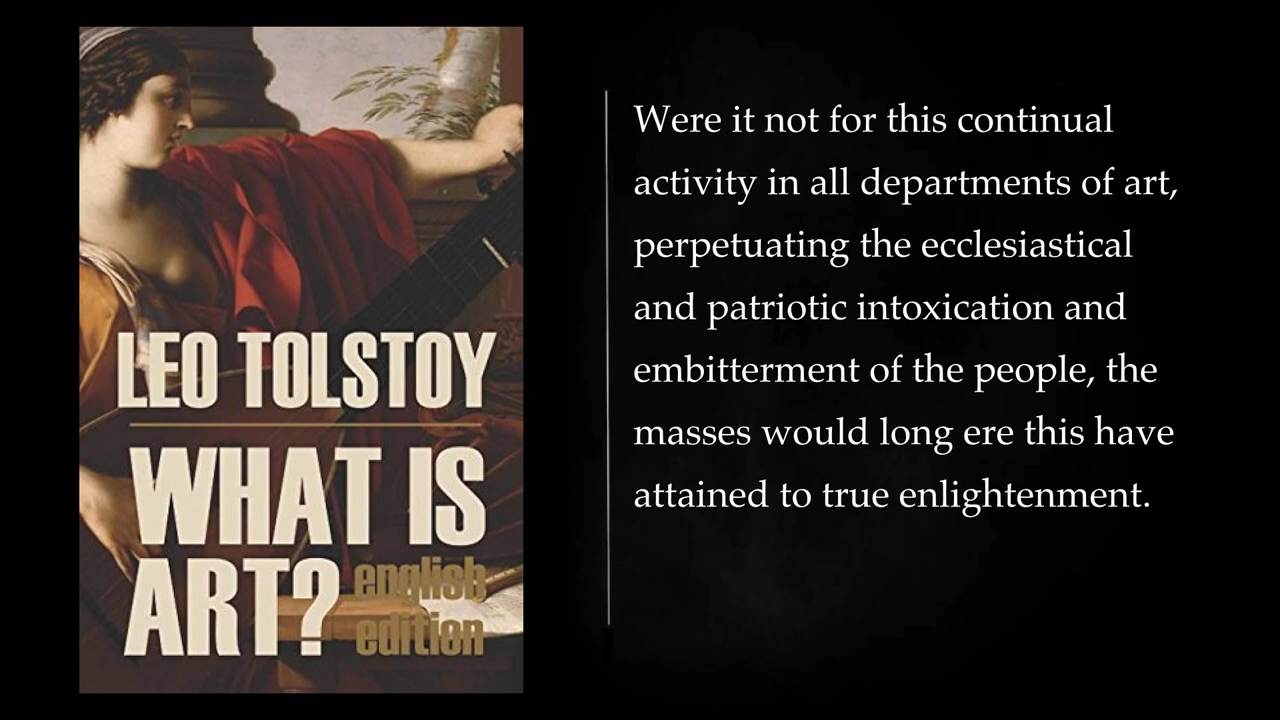 LEO TOLSTOY
WHAT IS
ART?
english
edition
Were it not for this continual
activity in all departments of art,
perpetuating the ecclesiastical
and patriotic intoxication and
embitterment of the people, the
masses would long ere this have
attained to true enlightenment.